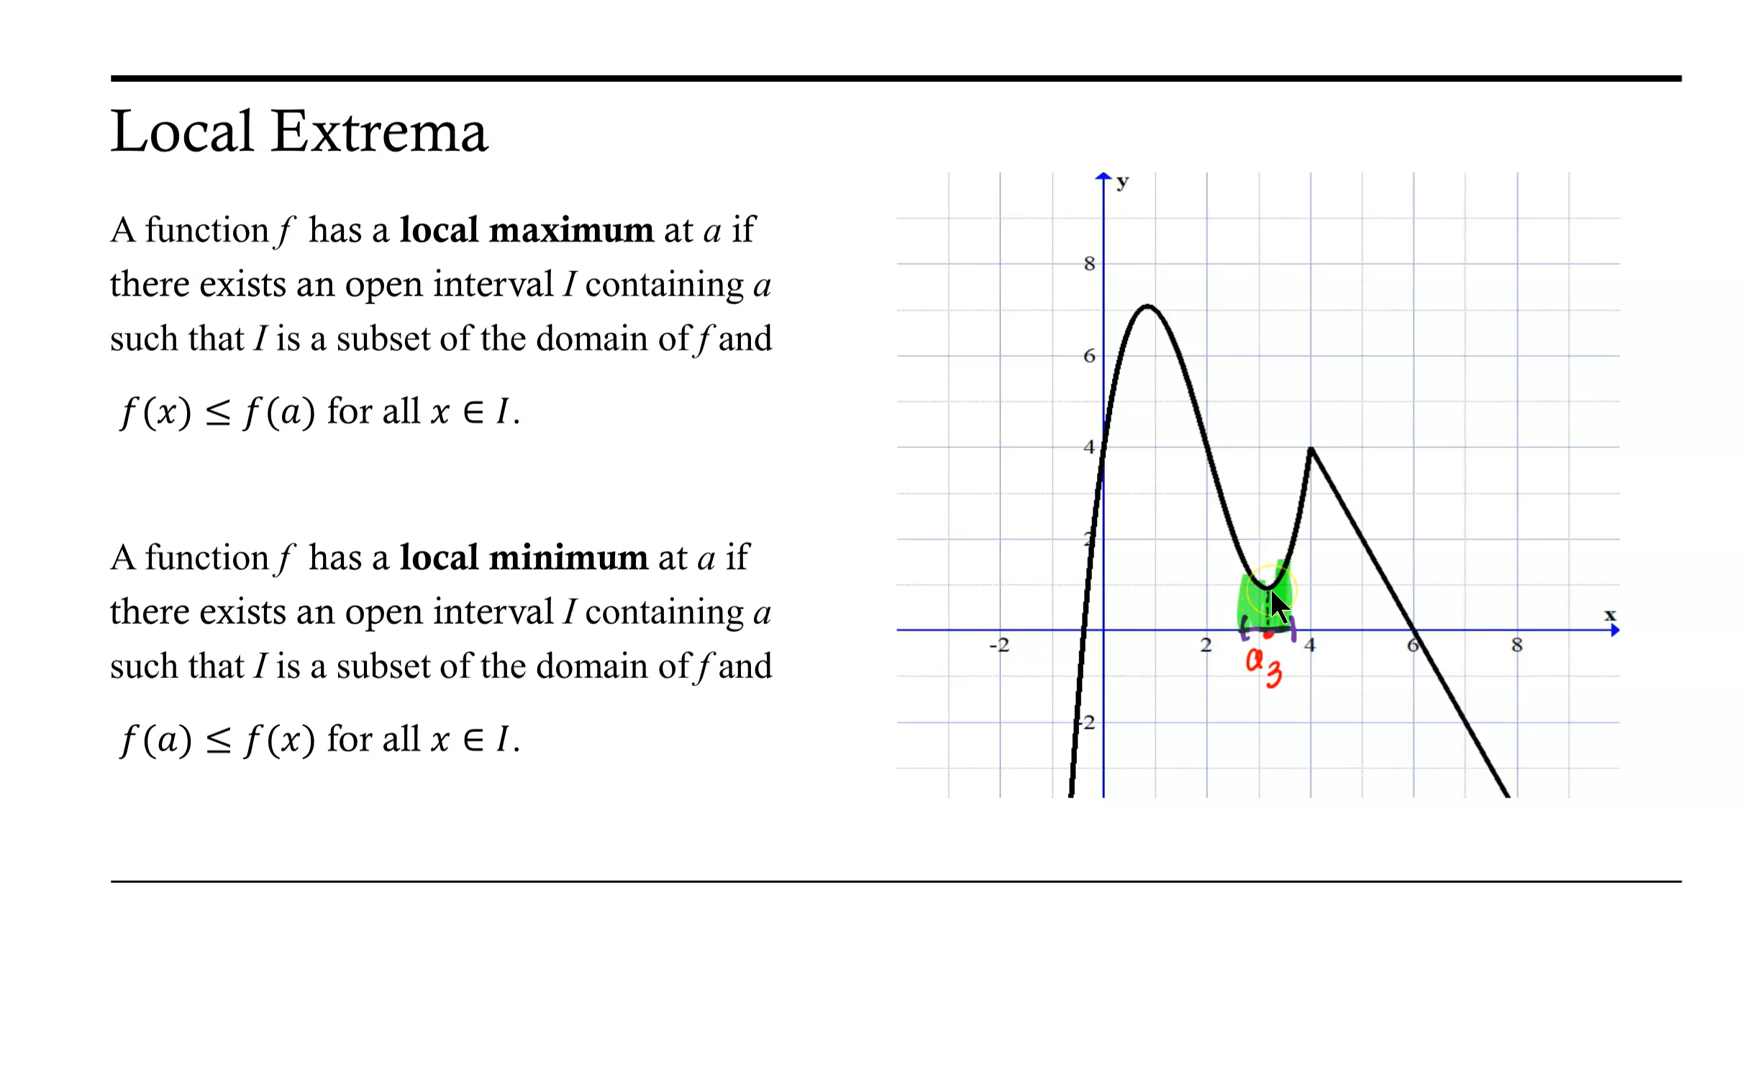 Local Extrema
A function f has a local maximum at a if
there exists an open interval I containing a
such that I is a subset of the domain of f and
f(x) ≤ f(a) for all x ∈ I.
A function f has a local minimum at a if
there exists an open interval I containing a
such that I is a subset of the domain of f and
f(a) ≤ f(x) for all x ∈ I.
y
8
6
4
2
x
-2 2 4 6 8
a₃
-2